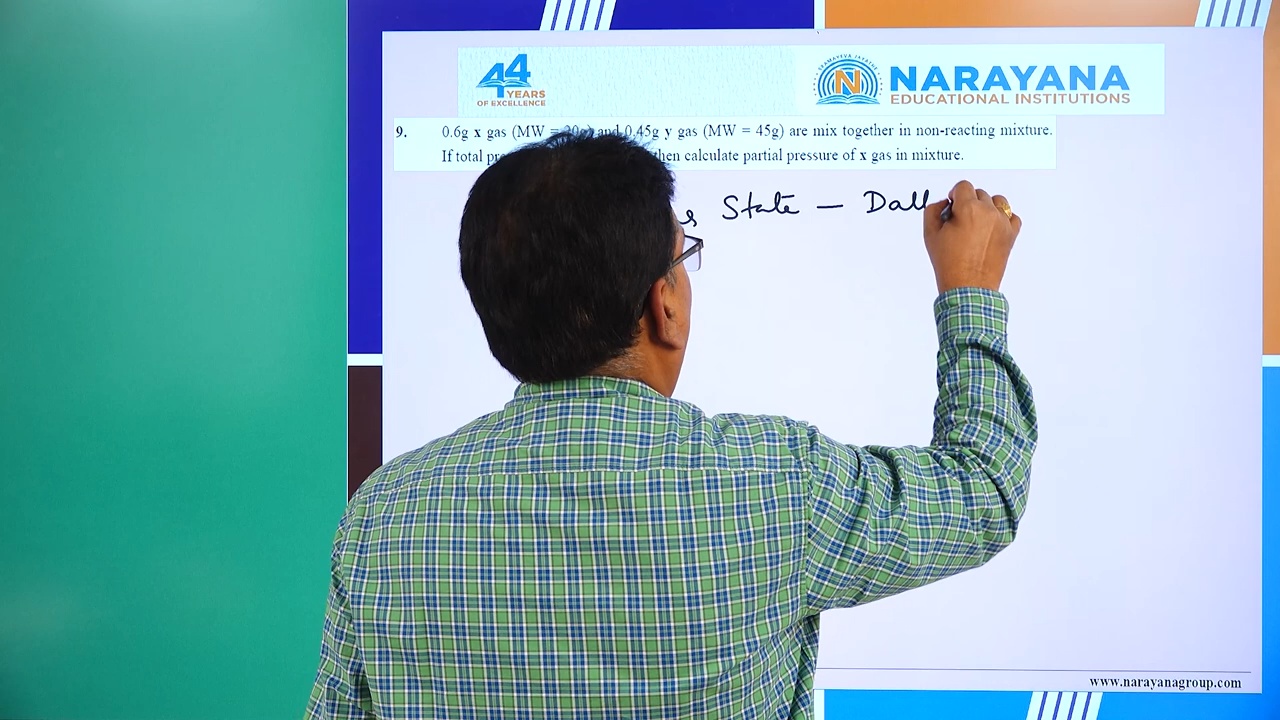 44
YEARS
OF EXCELLENCE
SVAMAYEVA JAYATHE
N
NARAYANA
EDUCATIONAL INSTITUTIONS
9. 0.6g x gas (MW = and 0.45g y gas (MW = 45g) are mix together in non-reacting mixture.
If total then calculate partial pressure of x gas in mixture.
State — Dall
www.narayanagroup.com